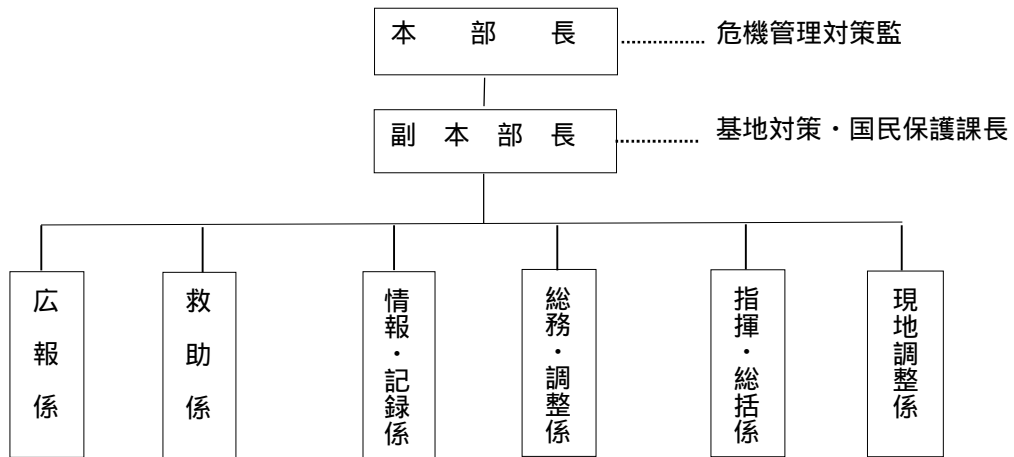 本部長
危機管理対策監
副本部長
基地対策・国民保護課長
広報係
救助係
情報・記録係
総務・調整係
指揮・総括係
現地調整係